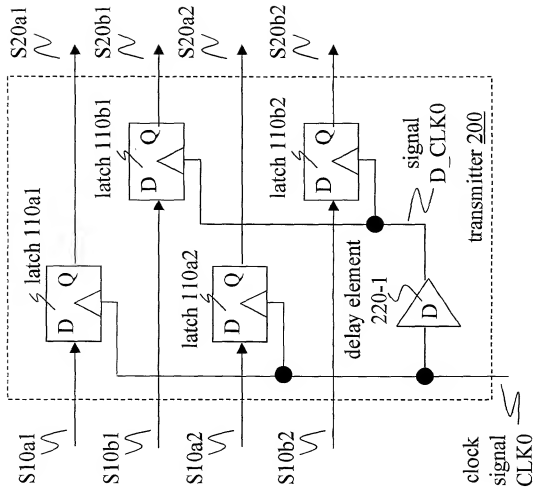 S20a1
S20b1
S20a2
S20b2
latch 110a1
D Q
latch 110b1
D Q
latch 110a2
D Q
latch 110b2
D Q
delay element
220-1
D
signal
D_CLK0
transmitter 200
S10a1
S10b1
S10a2
S10b2
clock
signal
CLK0